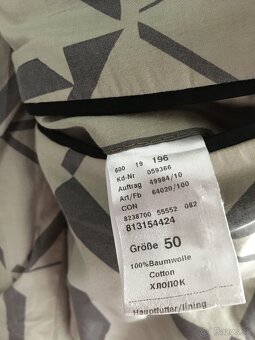 600 19 196
Kd-Nr 059366
Auftrag 49984/10
Art/Fb 64020/100
CON
8238700 55552 082
813154424
Größe 50
100%Baumwolle
Cotton
хлопок
Hauptfutter/lining